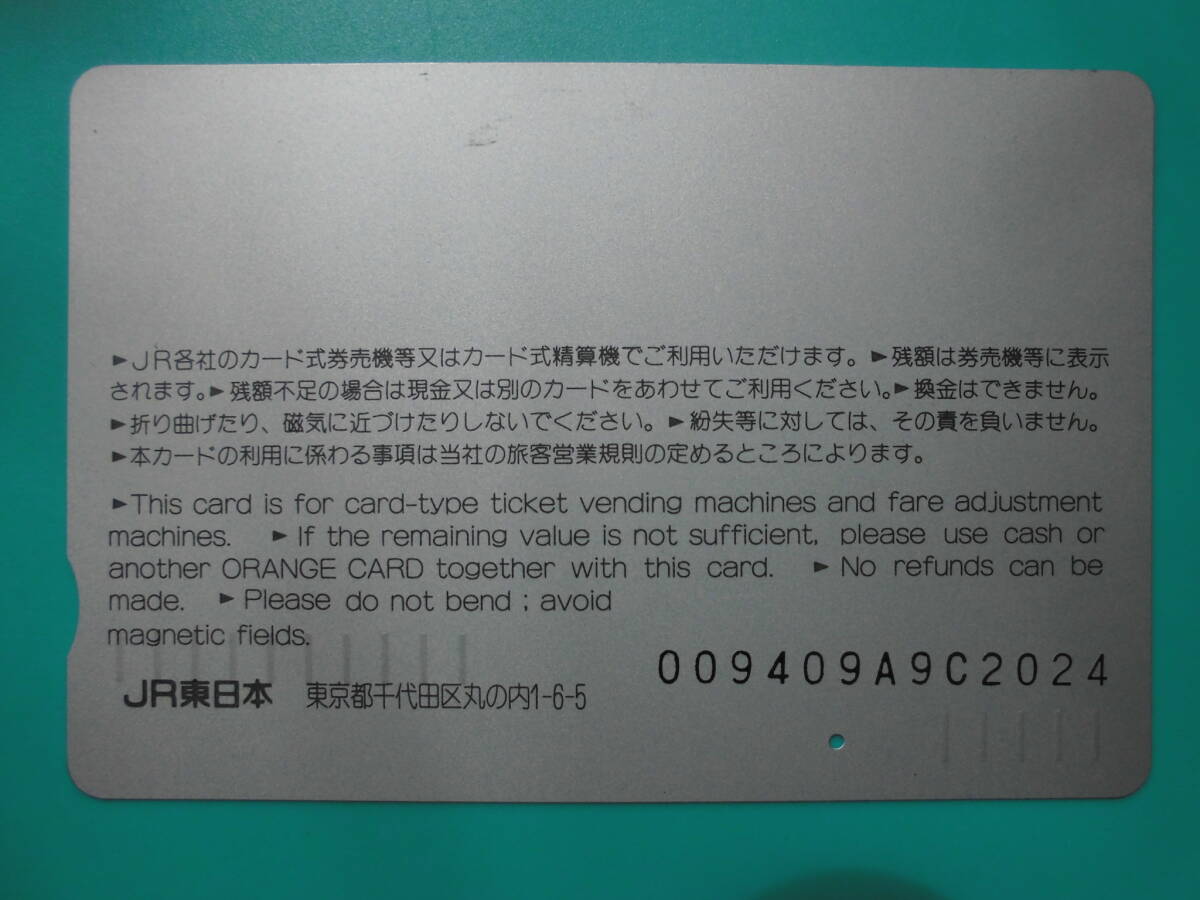 ►JR各社のカード式券売機等又はカード式精算機でご利用いただけます。►残額は券売機等に表示
されます。►残額不足の場合は現金又は別のカードをあわせてご利用ください。►換金はできません。
►折り曲げたり、磁気に近づけたりしないでください。►紛失等に対しては、その責を負いません。
►本カードの利用に係わる事項は当社の旅客営業規則の定めるところによります。
►This card is for card-type ticket vending machines and fare adjustment
machines. ►If the remaining value is not sufficient, please use cash or
another ORANGE CARD together with this card. ►No refunds can be
made. ►Please do not bend ; avoid
magnetic fields.
009409A9C2024
JR東日本 東京都千代田区丸の内1-6-5